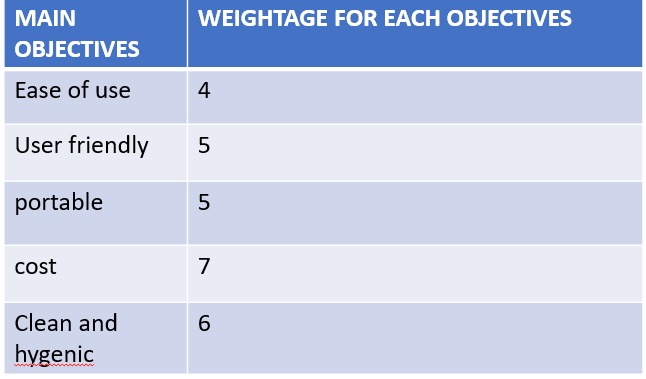 MAIN WEIGHTAGE FOR EACH OBJECTIVES
OBJECTIVES
Ease of use 4
User friendly 5
portable 5
cost 7
Clean and 6
hygenic